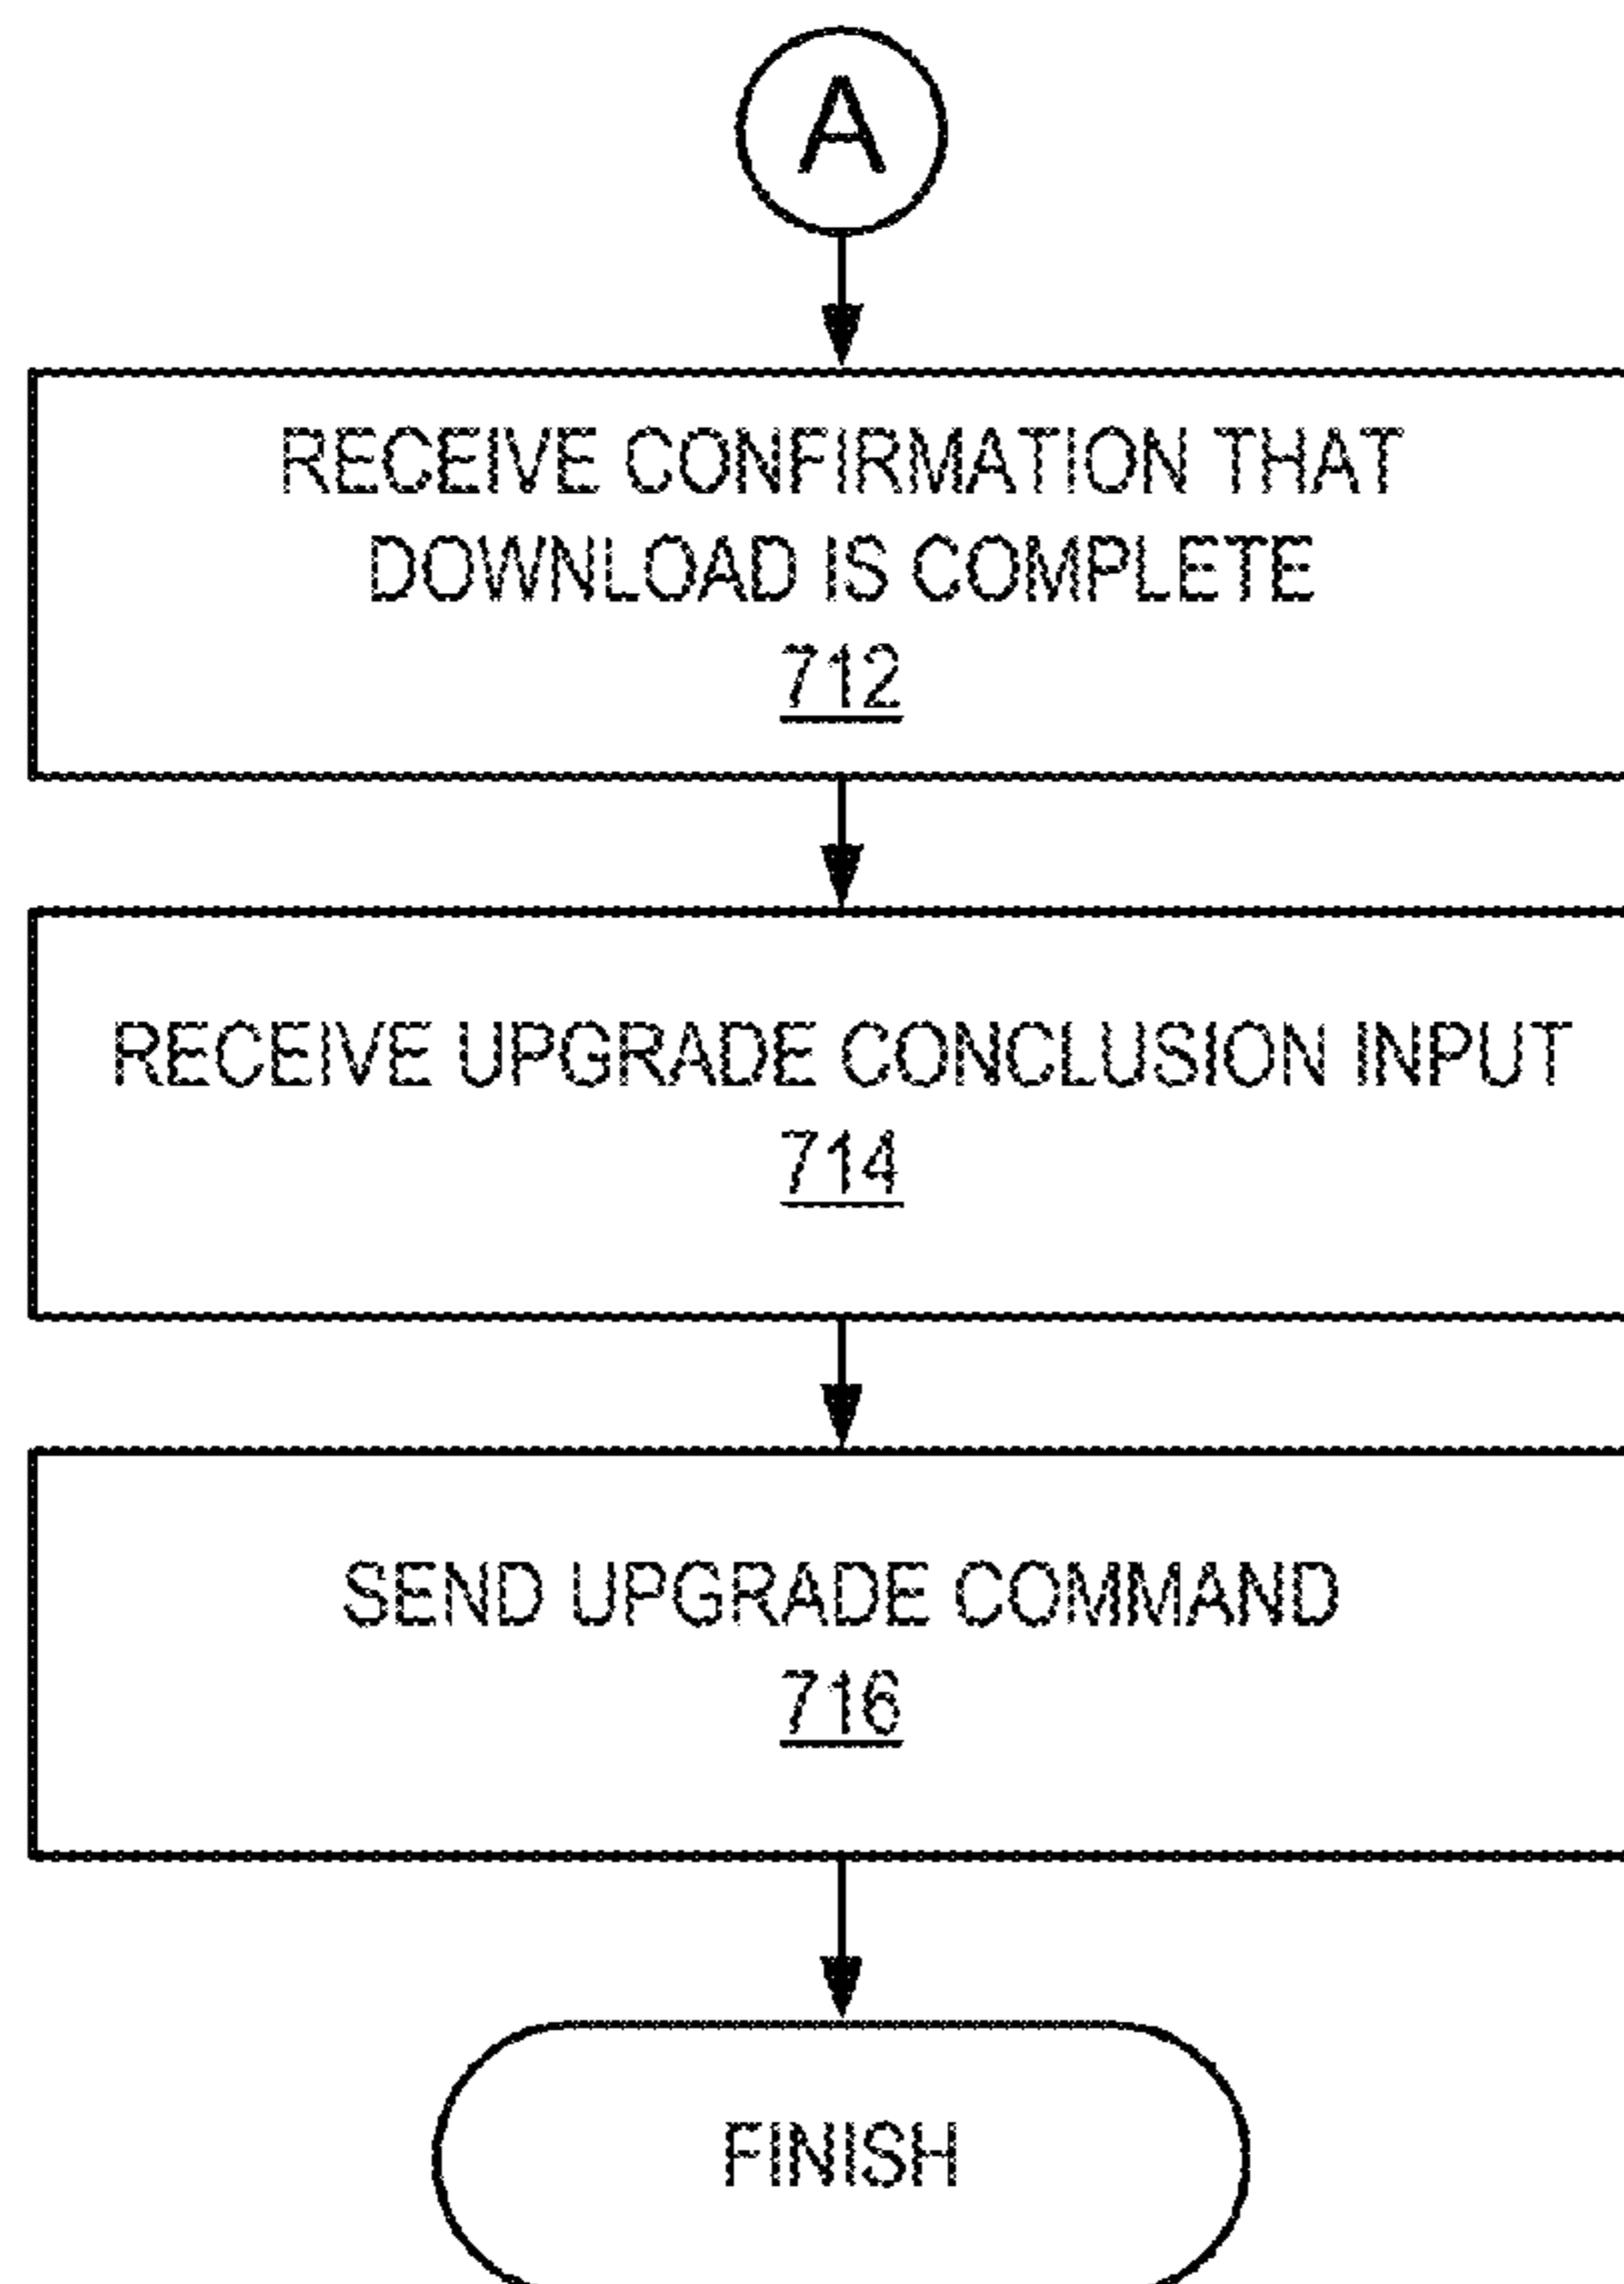 A
RECEIVE CONFIRMATION THAT
DOWNLOAD IS COMPLETE
712
RECEIVE UPGRADE CONCLUSION INPUT
714
SEND UPGRADE COMMAND
716
FINISH